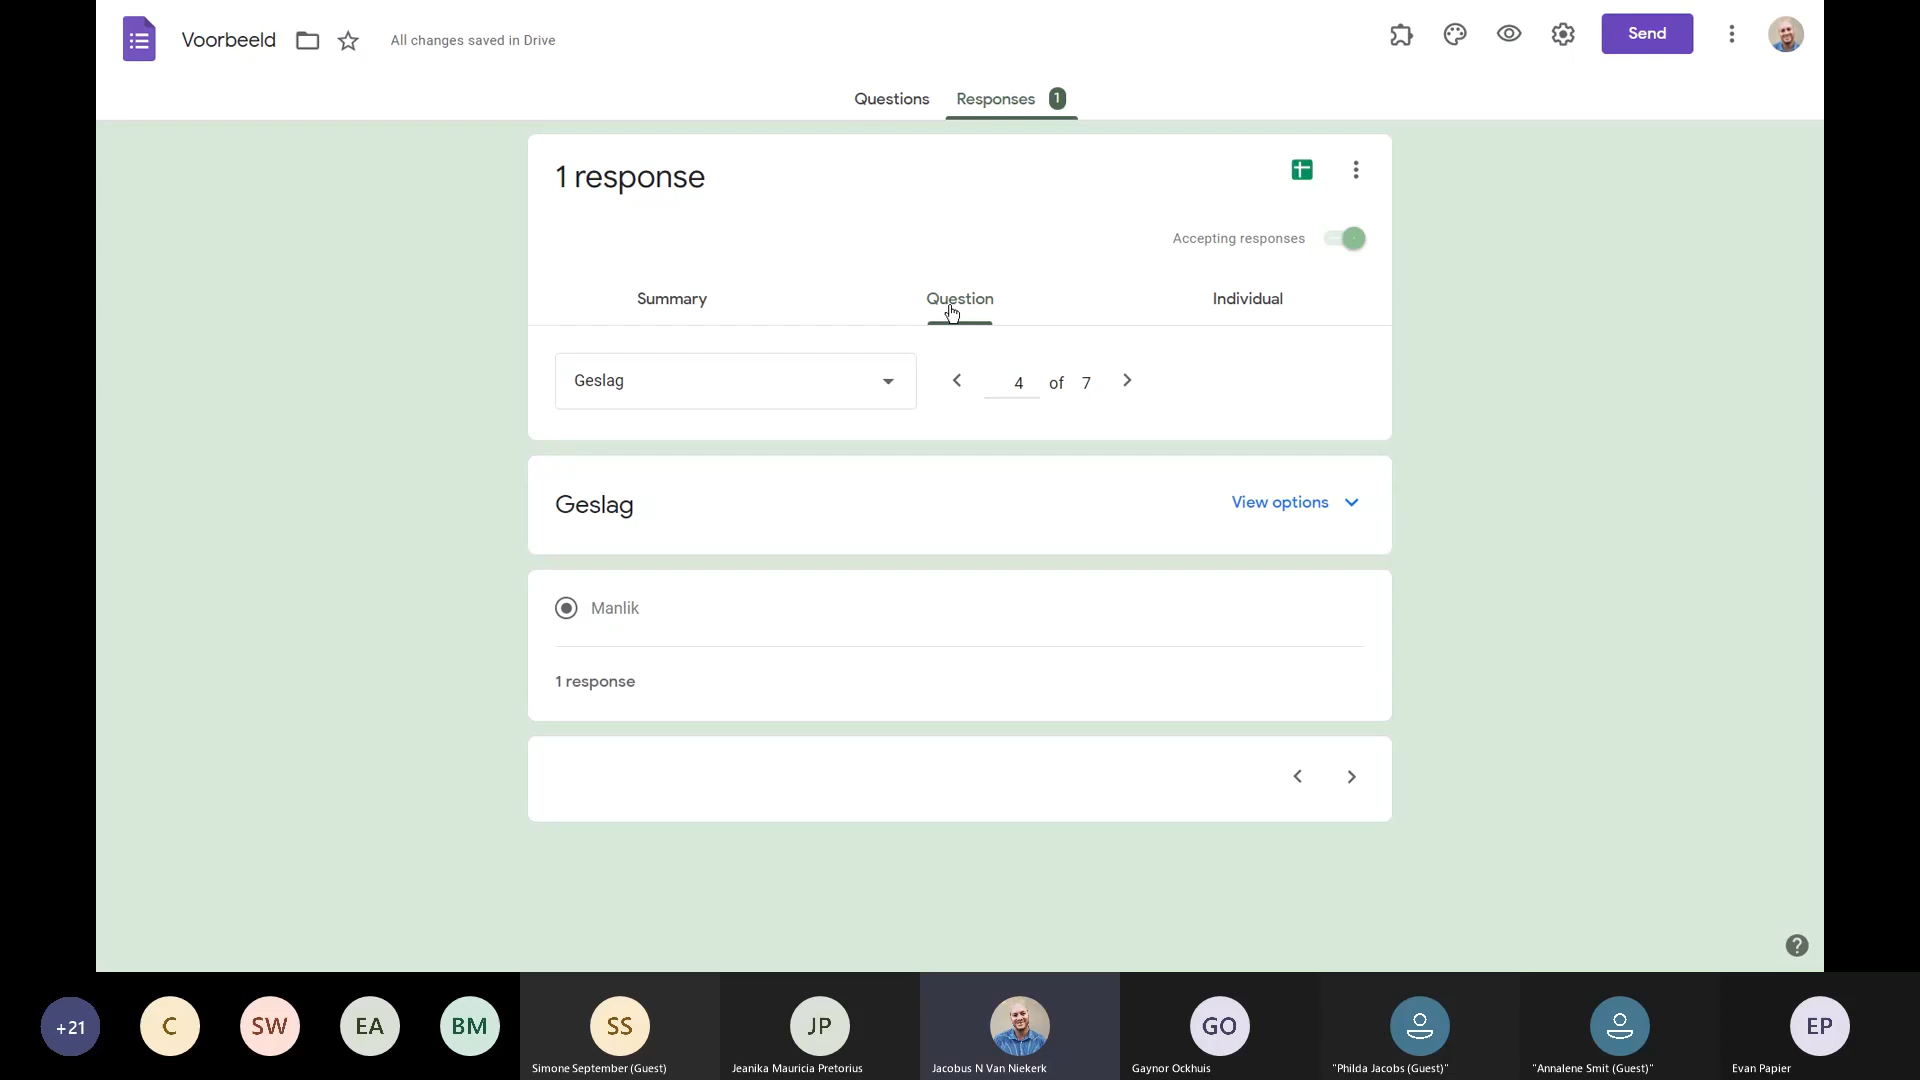 Voorbeeld
All changes saved in Drive
Send
Questions
Responses 1
1 response
Accepting responses
Summary
Question
Individual
Geslag
4 of 7
Geslag
View options
Manlik
1 response
+21
C
SW
EA
BM
SS
JP
GO
EP
Simone September (Guest)
Jeanika Mauricia Pretorius
Jacobus N Van Niekerk
Gaynor Ockhuis
"Philda Jacobs (Guest)"
"Annalene Smit (Guest)"
Evan Papier